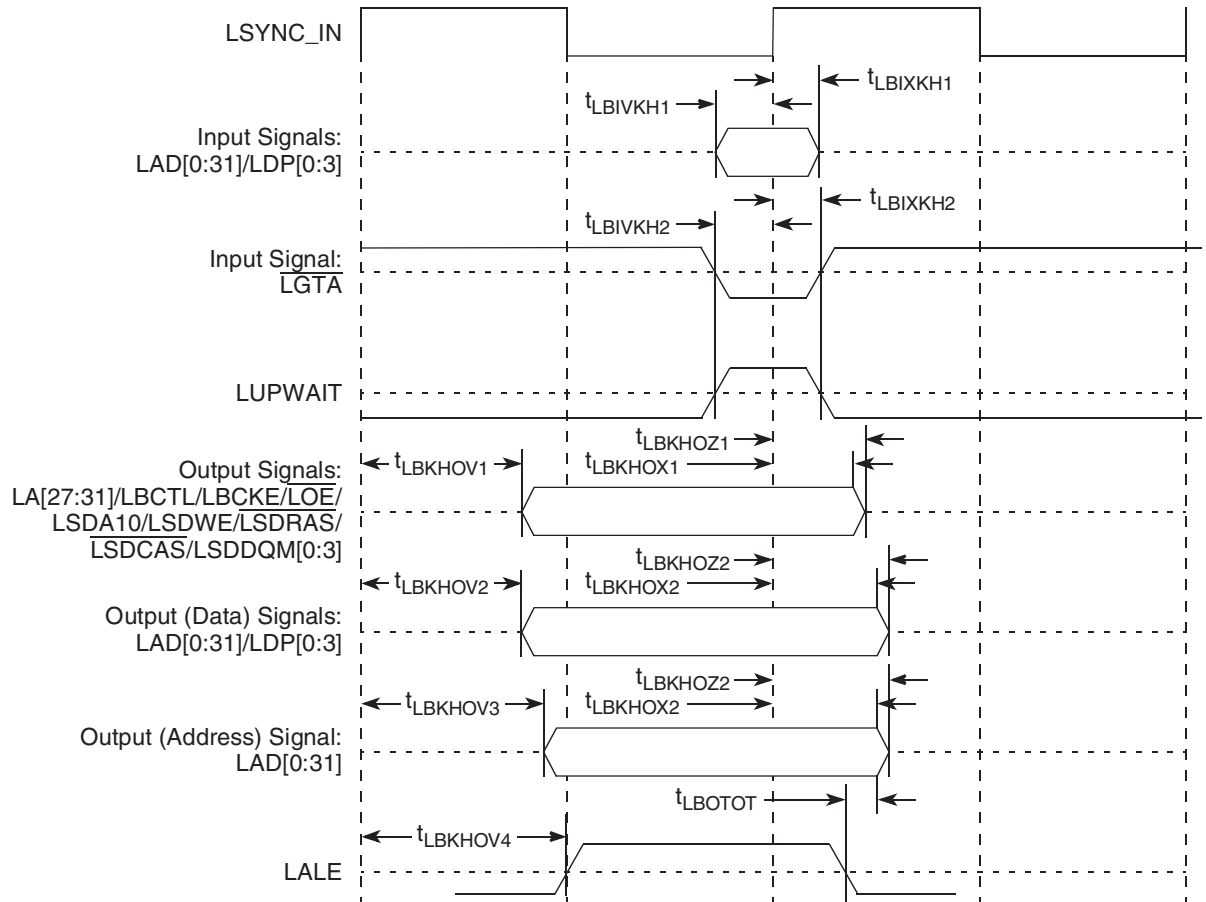 LSYNC_IN
tLBIXKH1
tLBIVKH1
Input Signals:
LAD[0:31]/LDP[0:3]
tLBIXKH2
tLBIVKH2
Input Signal:
LGTA
LUPWAIT
tLBKHOZ1
tLBKHOV1
tLBKHOX1
Output Signals:
LA[27:31]/LBCTL/LBCKE/LOE/
LSDA10/LSDWE/LSDRAS/
LSDCAS/LSDDQM[0:3]
tLBKHOZ2
tLBKHOV2
tLBKHOX2
Output (Data) Signals:
LAD[0:31]/LDP[0:3]
tLBKHOZ2
tLBKHOV3
tLBKHOX2
Output (Address) Signal:
LAD[0:31]
tLBOTOT
tLBKHOV4
LALE